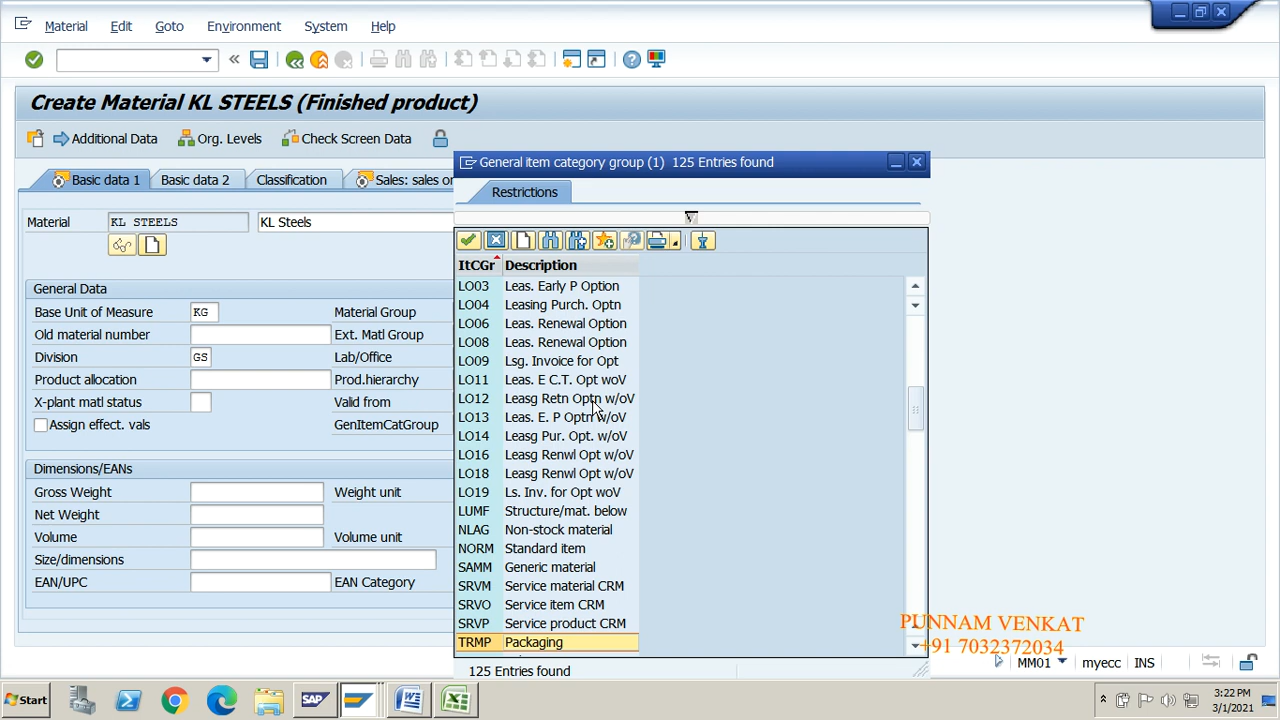 Material Edit Goto Environment System Help
Create Material KL STEELS (Finished product)
Additional Data Org. Levels Check Screen Data
Basic data 1 Basic data 2 Classification Sales: sales o
Material KL STEELS KL Steels
General Data
Base Unit of Measure KG Material Group
Old material number Ext. Matl Group
Division GS Lab/Office
Product allocation Prod.hierarchy
X-plant matl status Valid from
Assign effect. vals GenItemCatGroup
Dimensions/EANs
Gross Weight Weight unit
Net Weight
Volume Volume unit
Size/dimensions
EAN/UPC EAN Category
General item category group (1) 125 Entries found
Restrictions
ItCGr Description
LO03 Leas. Early P Option
LO04 Leasing Purch. Optn
LO06 Leas. Renewal Option
LO08 Leas. Renewal Option
LO09 Lsg. Invoice for Opt
LO11 Leas. E C.T. Opt woV
LO12 Leasg Retn Optn w/oV
LO13 Leas. E. P Optn w/oV
LO14 Leasg Pur. Opt. w/oV
LO16 Leasg Renwl Opt w/oV
LO18 Leasg Renwl Opt w/oV
LO19 Ls. Inv. for Opt woV
LUMF Structure/mat. below
NLAG Non-stock material
NORM Standard item
SAMM Generic material
SRVM Service material CRM
SRVO Service item CRM
SRVP Service product CRM
TRMP Packaging
125 Entries found
PUNNAM VENKAT
+91 7032372034
MM01 myecc INS
Start SAP 3:22 PM
3/1/2021